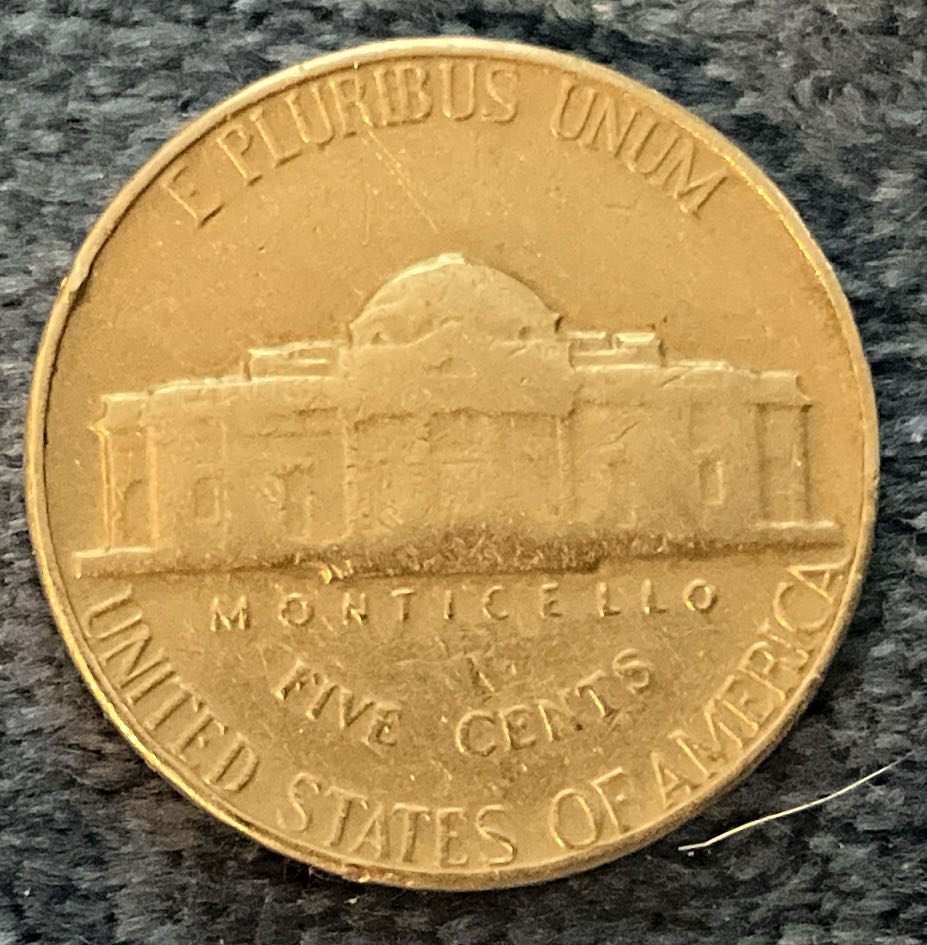 E PLURIBUS UNUM
MONTICELLO
FIVE CENTS
UNITED STATES OF AMERICA